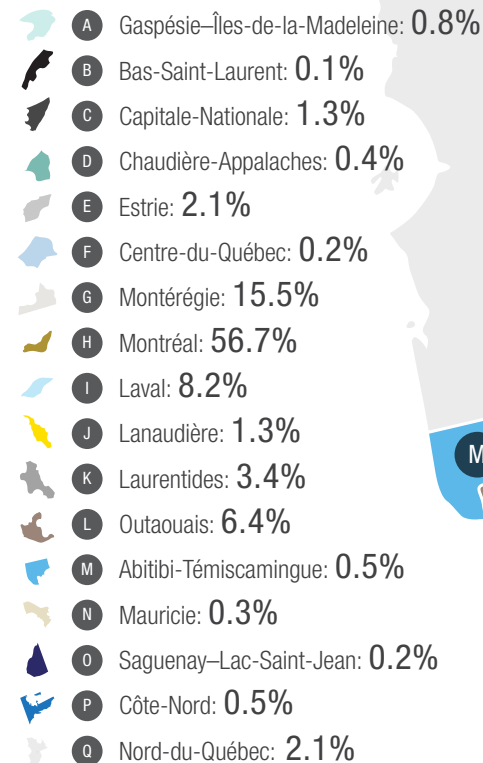 A Gaspésie–Îles-de-la-Madeleine: 0.8%
B Bas-Saint-Laurent: 0.1%
C Capitale-Nationale: 1.3%
D Chaudière-Appalaches: 0.4%
E Estrie: 2.1%
F Centre-du-Québec: 0.2%
G Montérégie: 15.5%
H Montréal: 56.7%
I Laval: 8.2%
J Lanaudière: 1.3%
M
K Laurentides: 3.4%
L Outaouais: 6.4%
M Abitibi-Témiscamingue: 0.5%
N Mauricie: 0.3%
O Saguenay–Lac-Saint-Jean: 0.2%
P Côte-Nord: 0.5%
Q Nord-du-Québec: 2.1%